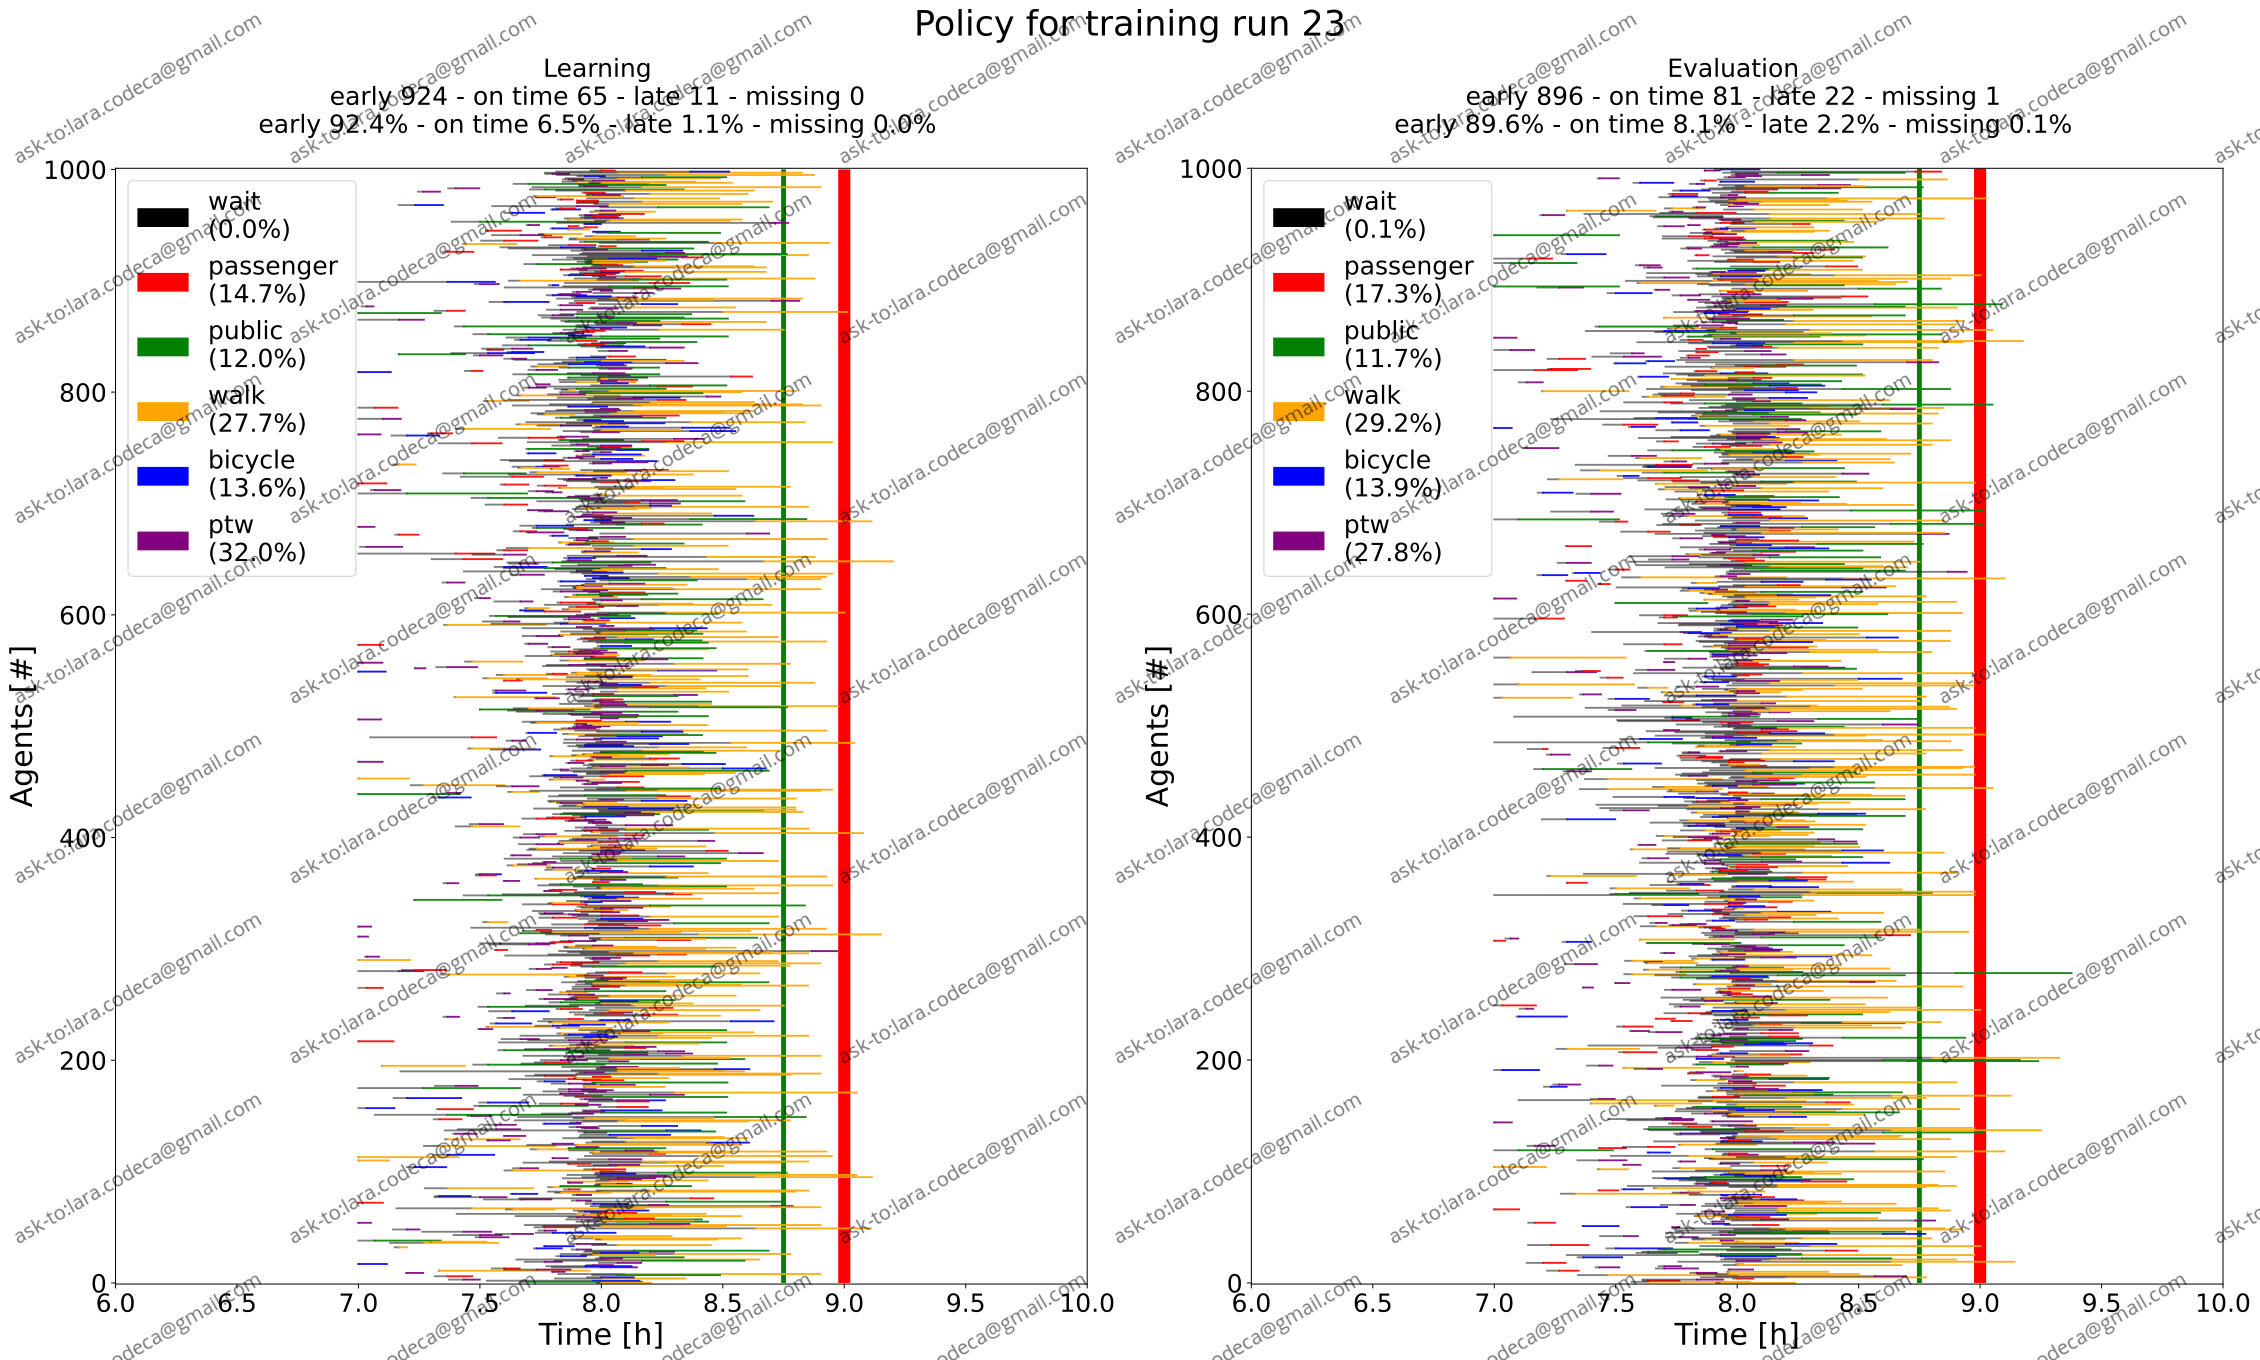 Policy for training run 23
Learning
early 924 - on time 65 - late 11 - missing 0
early 92.4% - on time 6.5% - late 1.1% - missing 0.0%
Agents [#]
1000
800
600
400
200
0
wait
(0.0%)
passenger
(14.7%)
public
(12.0%)
walk
(27.7%)
bicycle
(13.6%)
ptw
(32.0%)
6.0 6.5 7.0 7.5 8.0 8.5 9.0 9.5 10.0
Time [h]
Evaluation
early 896 - on time 81 - late 22 - missing 1
early 89.6% - on time 8.1% - late 2.2% - missing 0.1%
Agents [#]
1000
800
600
400
200
0
wait
(0.1%)
passenger
(17.3%)
public
(11.7%)
walk
(29.2%)
bicycle
(13.9%)
ptw
(27.8%)
6.0 6.5 7.0 7.5 8.0 8.5 9.0 9.5 10.0
Time [h]
ask-to:lara.codeca@gmail.com